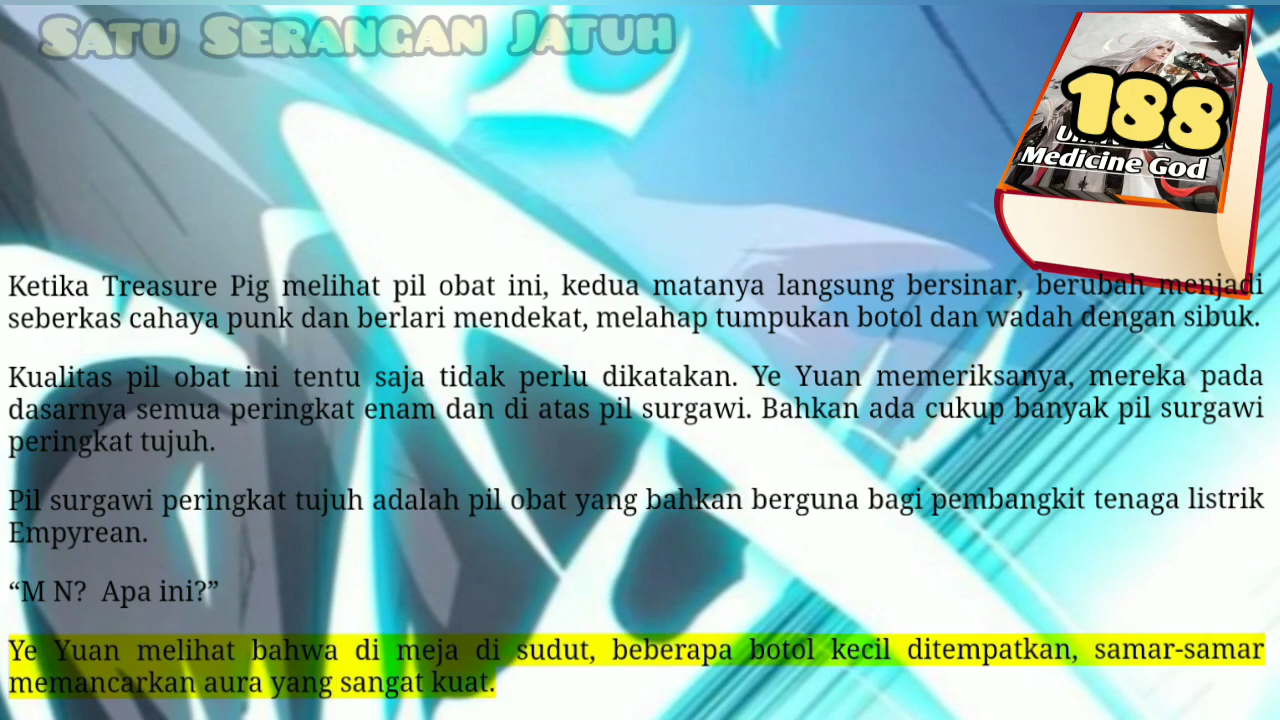 Satu Serangan Jatuh
188
Medicine God
Ketika Treasure Pig melihat pil obat ini, kedua matanya langsung bersinar, berubah menjadi
seberkas cahaya punk dan berlari mendekat, melahap tumpukan botol dan wadah dengan sibuk.
Kualitas pil obat ini tentu saja tidak perlu dikatakan. Ye Yuan memeriksanya, mereka pada
dasarnya semua peringkat enam dan di atas pil surgawi. Bahkan ada cukup banyak pil surgawi
peringkat tujuh.
Pil surgawi peringkat tujuh adalah pil obat yang bahkan berguna bagi pembangkit tenaga listrik
Empyrean.
“M N?  Apa ini?”
Ye Yuan melihat bahwa di meja di sudut, beberapa botol kecil ditempatkan, samar-samar
memancarkan aura yang sangat kuat.